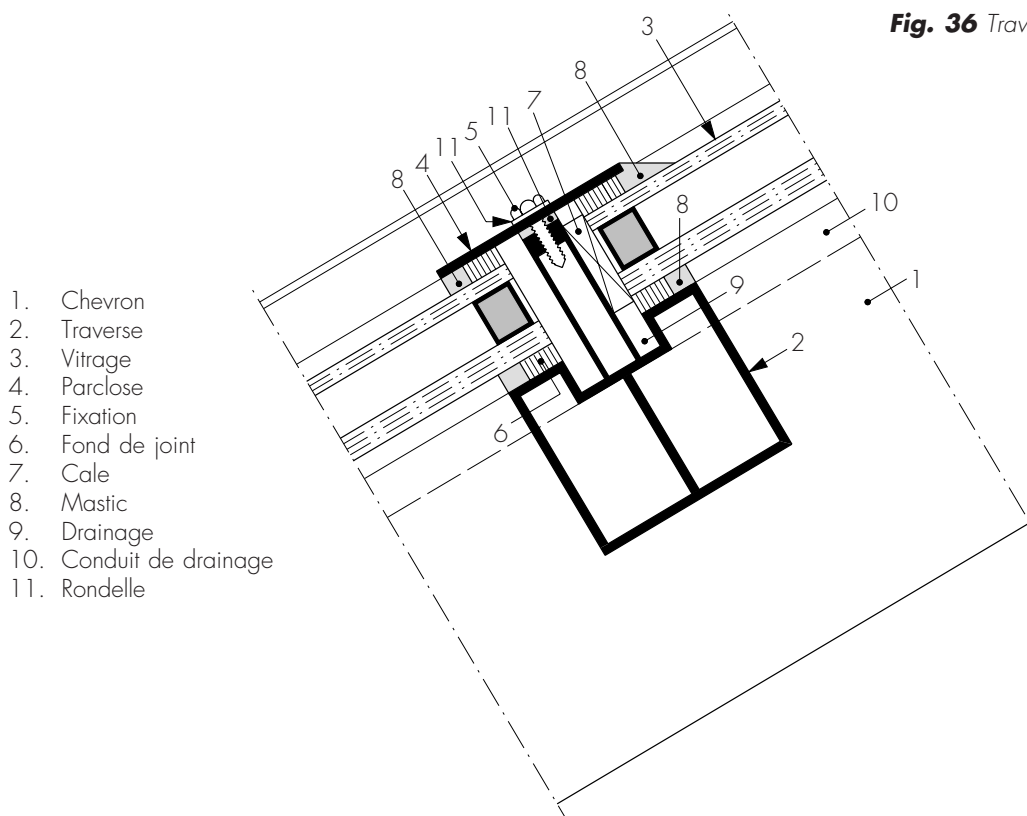 Fig. 36 Trav
3
8
7
11
5
11
4
8
8
10
9
1
2
6
1. Chevron
2. Traverse
3. Vitrage
4. Parclose
5. Fixation
6. Fond de joint
7. Cale
8. Mastic
9. Drainage
10. Conduit de drainage
11. Rondelle